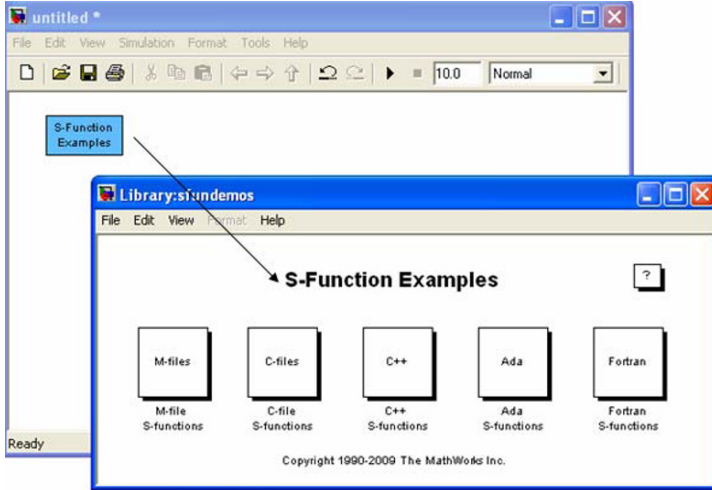 untitled *
File Edit View Simulation Format Tools Help
10.0 Normal
S-Function
Examples
Library:sfundemos
File Edit View Format Help
S-Function Examples
?
M-files C-files C++ Ada Fortran
M-file C-file C++ Ada Fortran
S-functions S-functions S-functions S-functions S-functions
Copyright 1990-2009 The MathWorks Inc.
Ready